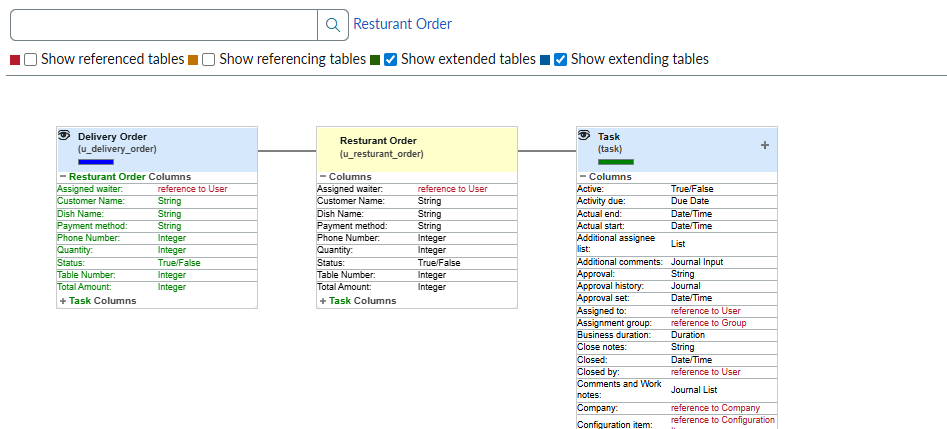 Resturant Order
Show referenced tables Show referencing tables Show extended tables Show extending tables
Delivery Order
(u_delivery_order)
− Resturant Order Columns
Assigned waiter: reference to User
Customer Name: String
Dish Name: String
Payment method: String
Phone Number: Integer
Quantity: Integer
Status: True/False
Table Number: Integer
Total Amount: Integer
+ Task Columns
Resturant Order
(u_resturant_order)
− Columns
Assigned waiter: reference to User
Customer Name: String
Dish Name: String
Payment method: String
Phone Number: Integer
Quantity: Integer
Status: True/False
Table Number: Integer
Total Amount: Integer
+ Task Columns
Task
(task)
+
− Columns
Active: True/False
Activity due: Due Date
Actual end: Date/Time
Actual start: Date/Time
Additional assignee
list: List
Additional comments: Journal Input
Approval: String
Approval history: Journal
Approval set: Date/Time
Assigned to: reference to User
Assignment group: reference to Group
Business duration: Duration
Close notes: String
Closed: Date/Time
Closed by: reference to User
Comments and Work
notes: Journal List
Company: reference to Company
Configuration item: reference to Configuration